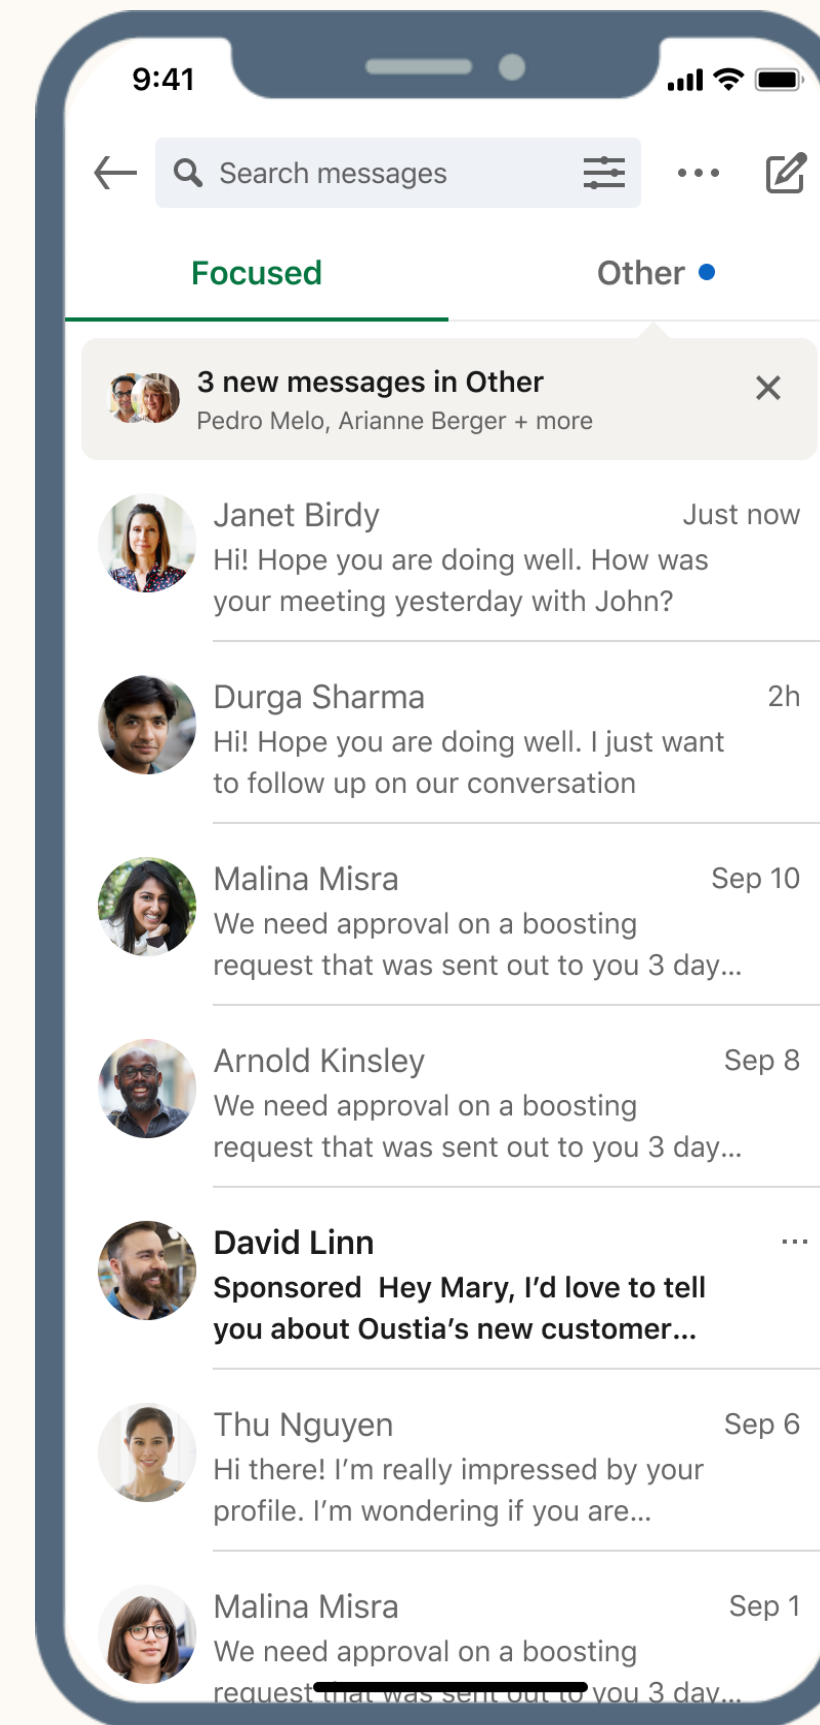 9:41
Search messages
Focused
Other
3 new messages in Other
Pedro Melo, Arianne Berger + more
Janet Birdy
Just now
Hi! Hope you are doing well. How was
your meeting yesterday with John?
Durga Sharma
2h
Hi! Hope you are doing well. I just want
to follow up on our conversation
Malina Misra
Sep 10
We need approval on a boosting
request that was sent out to you 3 day...
Arnold Kinsley
Sep 8
We need approval on a boosting
request that was sent out to you 3 day...
David Linn
Sponsored Hey Mary, I’d love to tell
you about Oustia’s new customer...
Thu Nguyen
Sep 6
Hi there! I’m really impressed by your
profile. I’m wondering if you are...
Malina Misra
Sep 1
We need approval on a boosting
request that was sent out to you 3 day...